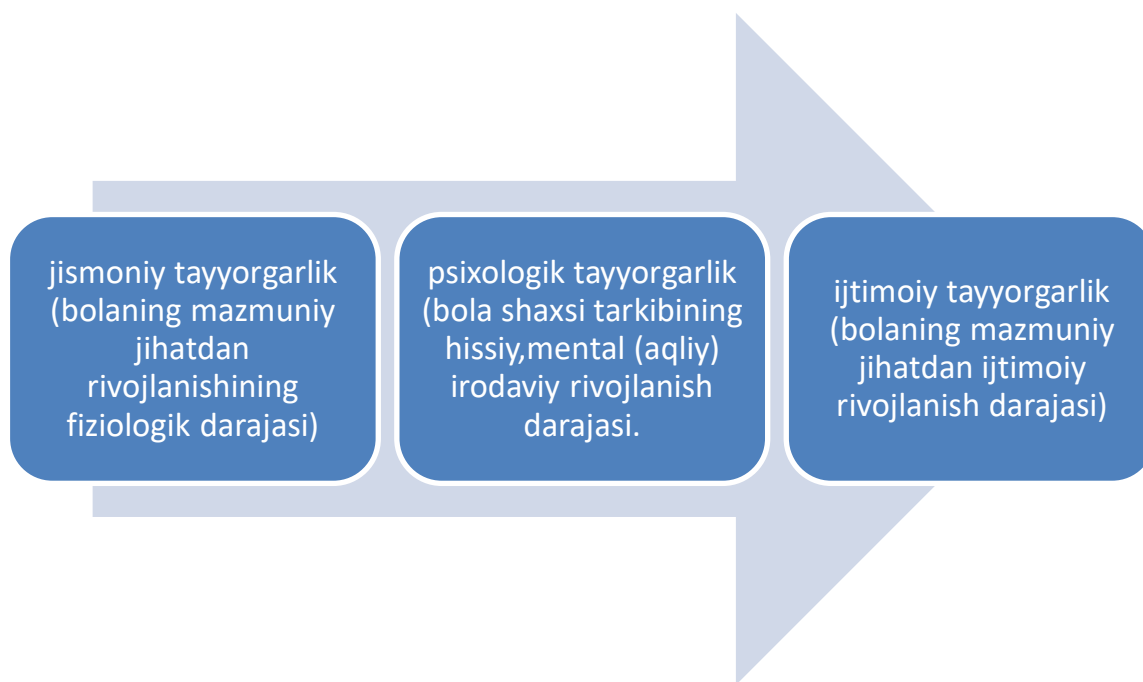 jismoniy tayyorgarlik
(bolaning mazmuniy
jihatdan
rivojlanishining
fiziologik darajasi)
psixologik tayyorgarlik
(bola shaxsi tarkibining
hissiy,mental (aqliy)
irodaviy rivojlanish
darajasi.
ijtimoiy tayyorgarlik
(bolaning mazmuniy
jihatdan ijtimoiy
rivojlanish darajasi)